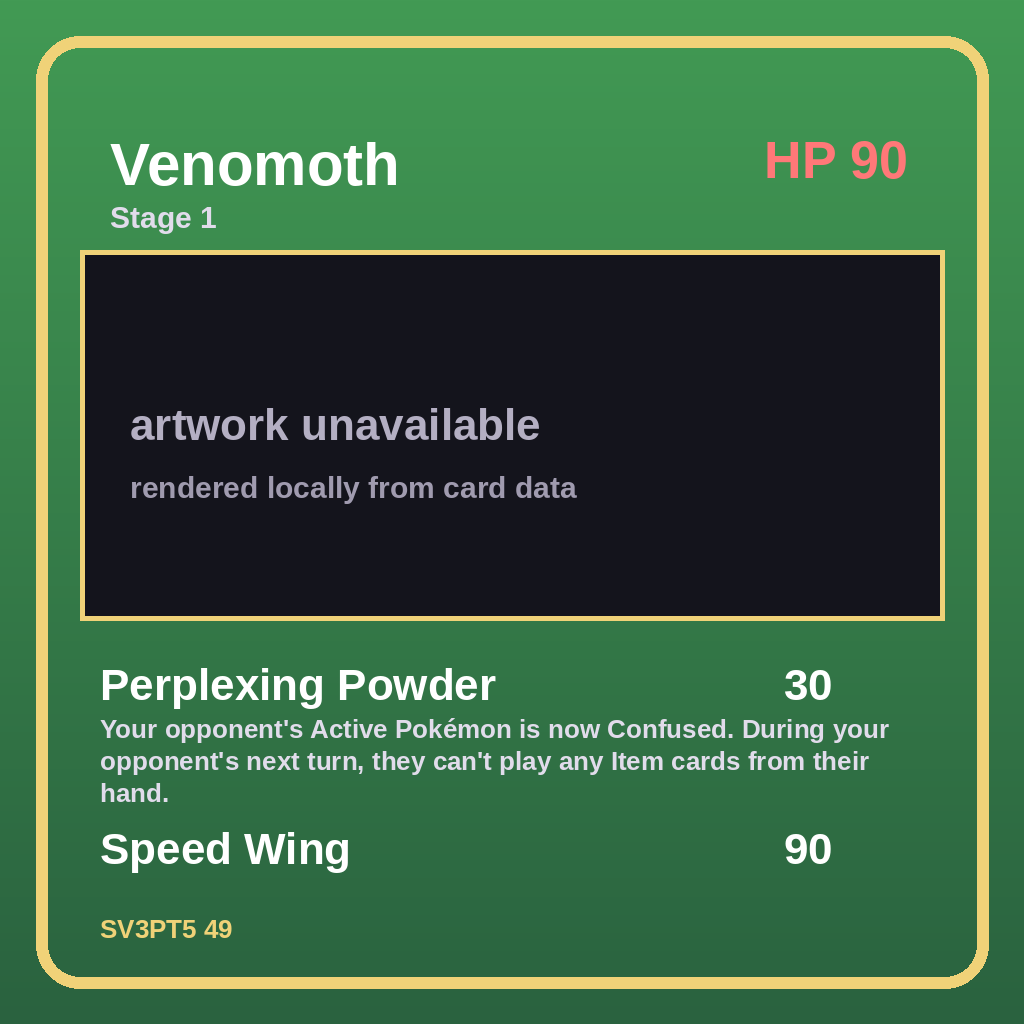 Venomoth
HP 90
Stage 1
artwork unavailable
rendered locally from card data
Perplexing Powder 30
Your opponent's Active Pokémon is now Confused. During your
opponent's next turn, they can't play any Item cards from their
hand.
Speed Wing 90
SV3PT5 49